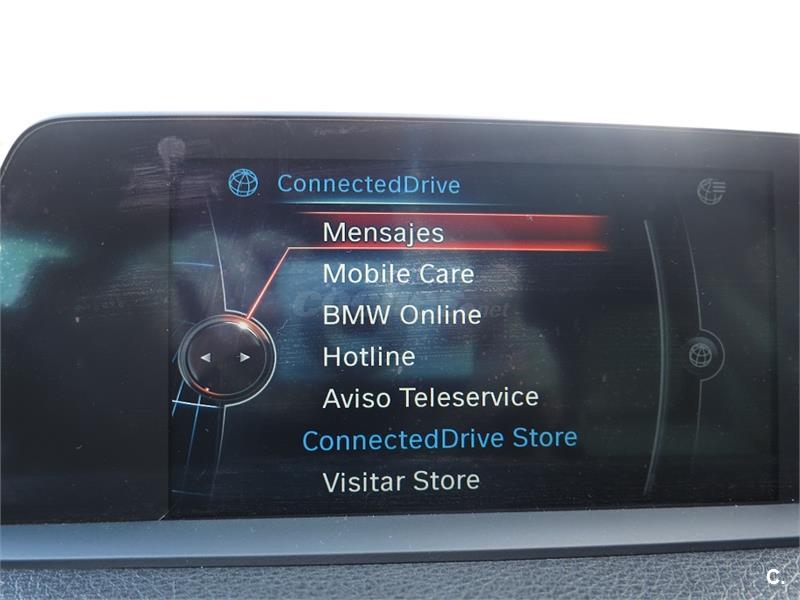 ConnectedDrive
Mensajes
Mobile Care
BMW Online
Hotline
Aviso Teleservice
ConnectedDrive Store
Visitar Store
C.